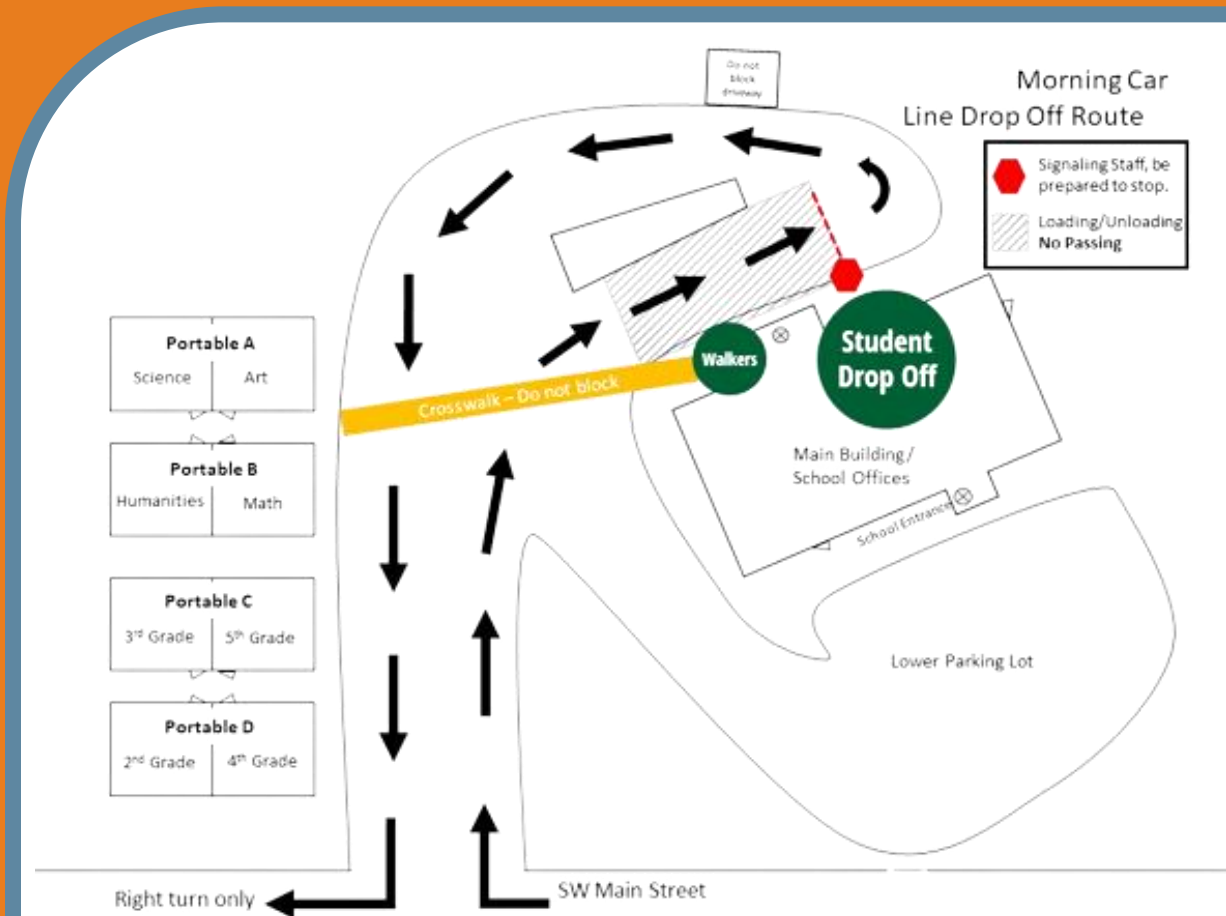 Do not
block
driveway
Morning Car
Line Drop Off Route
Signaling Staff, be
prepared to stop.
Loading/Unloading
No Passing
Portable A
Science
Art
Walkers
Student
Drop Off
Crosswalk – Do not block
Main Building/
School Offices
Portable B
Humanities
Math
School Entrance
Portable C
3rd Grade
5th Grade
Lower Parking Lot
Portable D
2nd Grade
4th Grade
Right turn only
SW Main Street